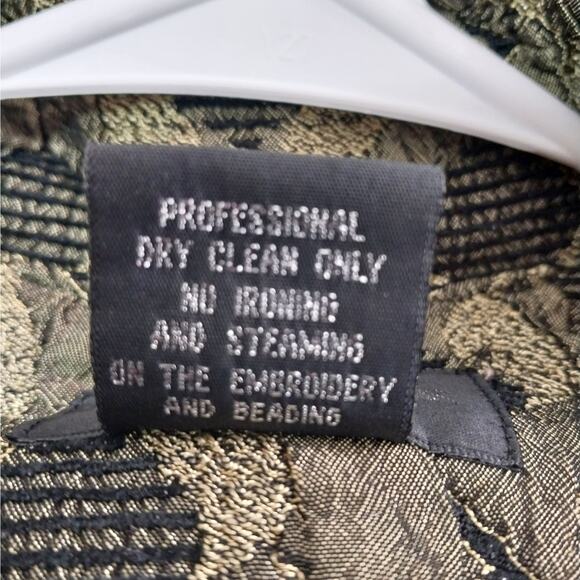 PROFESSIONAL
DRY CLEAN ONLY
NO IRONING
AND STEAMING
ON THE EMBROIDERY
AND BEADING